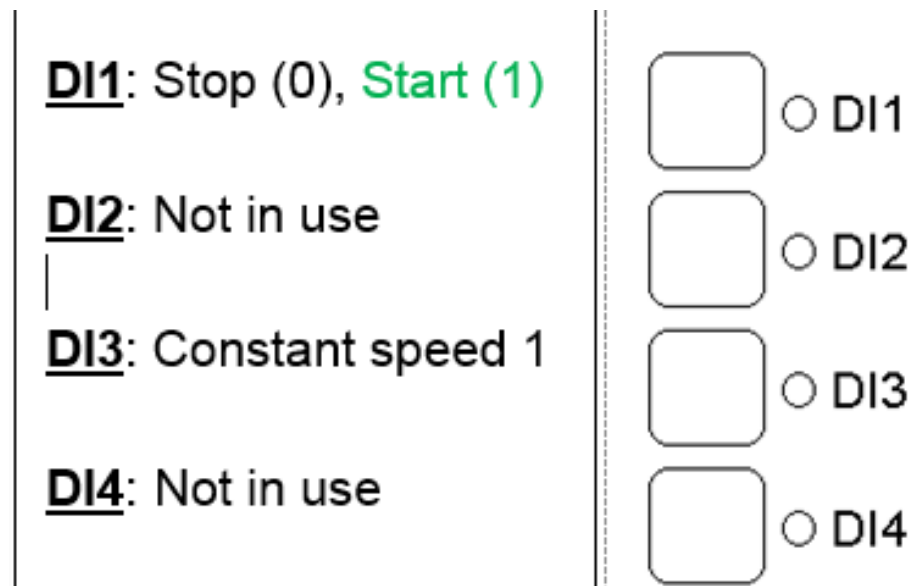 DI1: Stop (0), Start (1)
DI2: Not in use
DI3: Constant speed 1
DI4: Not in use
DI1
DI2
DI3
DI4